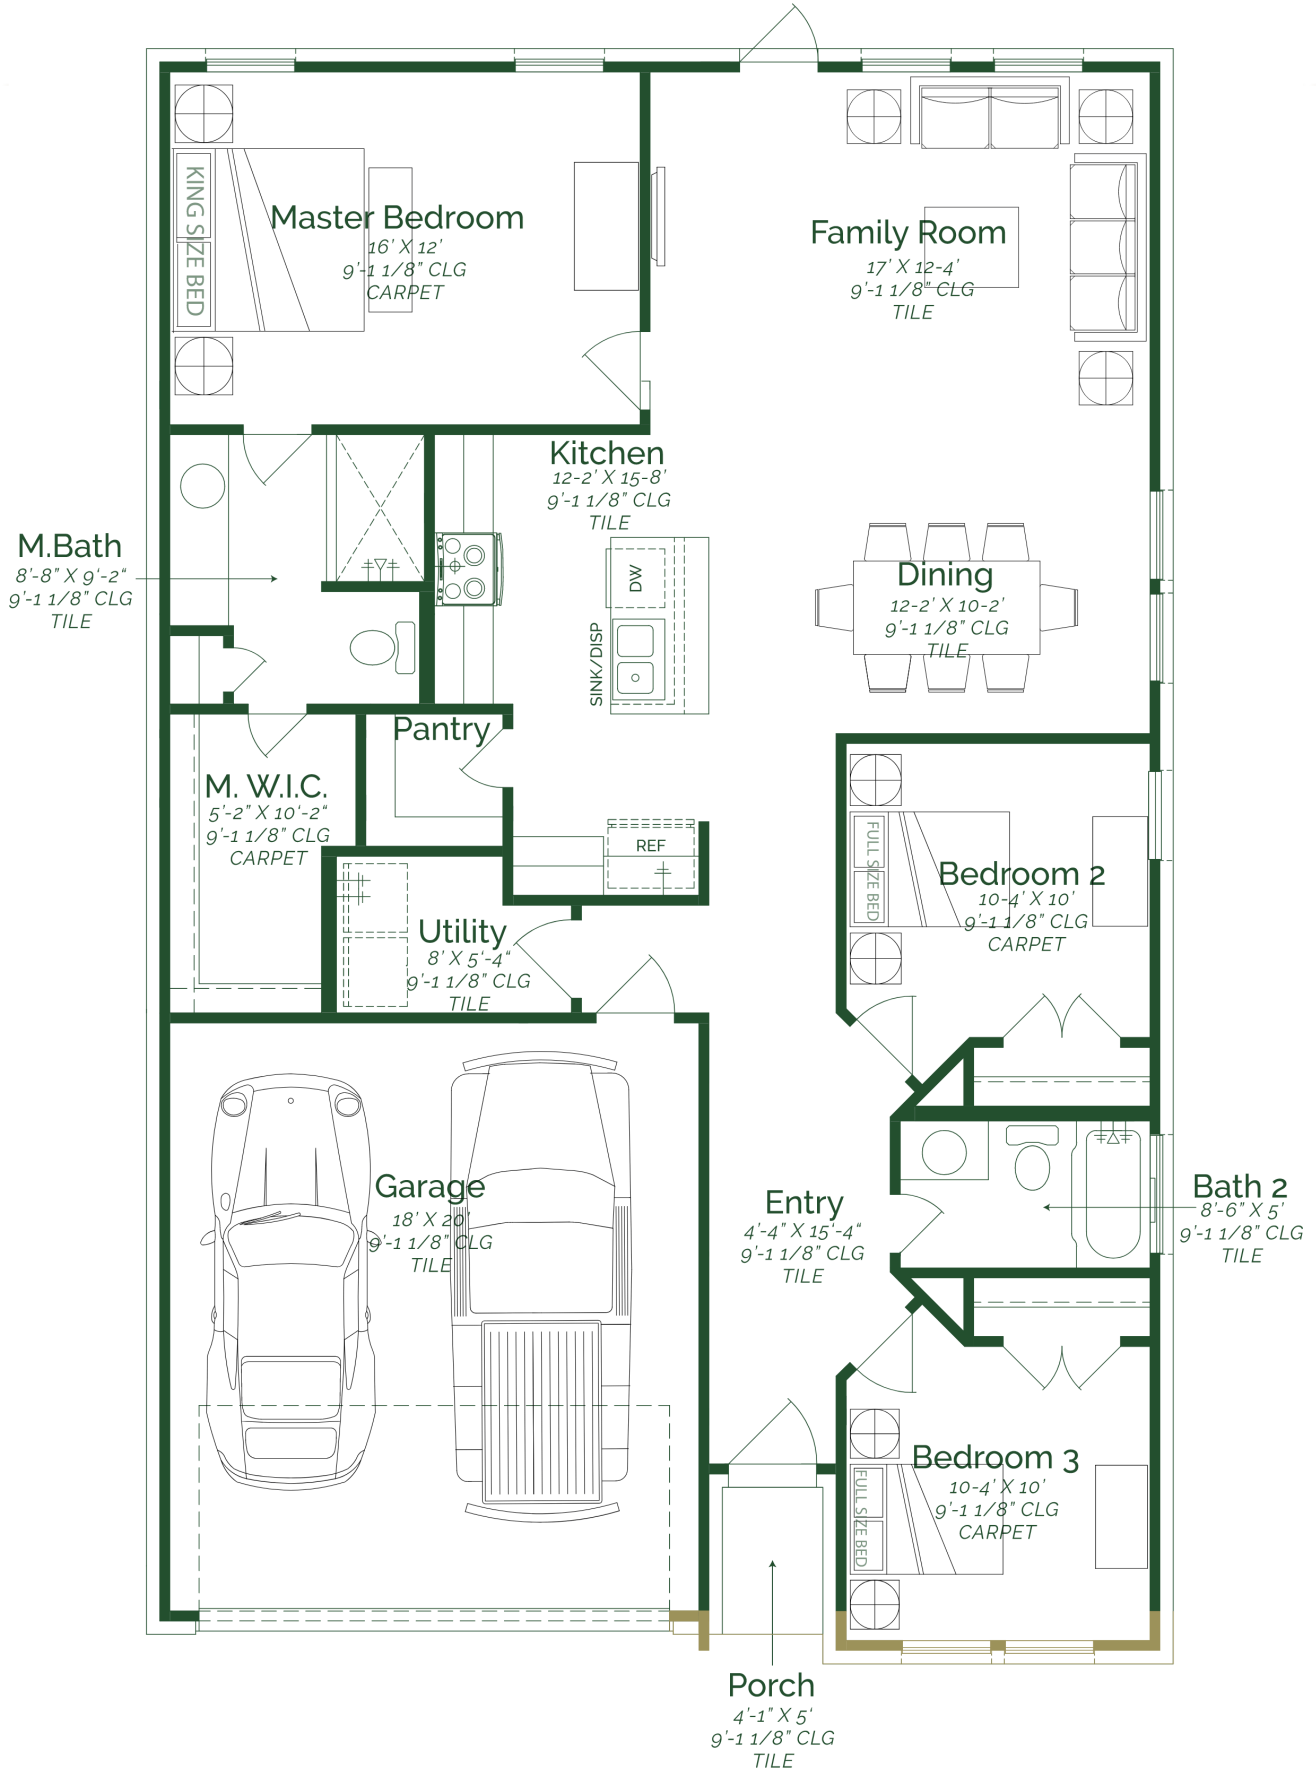 KING SIZE BED
Master Bedroom
16' X 12'
9'-1 1/8" CLG
CARPET
Family Room
17' X 12-4'
9'-1 1/8" CLG
TILE
Kitchen
12-2' X 15-8'
9'-1 1/8" CLG
TILE
M.Bath
8'-8" X 9'-2"
9'-1 1/8" CLG
TILE
DW
SINK/DISP
Dining
12-2' X 10-2'
9'-1 1/8" CLG
TILE
Pantry
M. W.I.C.
5'-2" X 10'-2"
9'-1 1/8" CLG
CARPET
REF
FULL SIZE BED
Bedroom 2
10-4' X 10'
9'-1 1/8" CLG
CARPET
Utility
8' X 5'-4"
9'-1 1/8" CLG
TILE
Garage
18' X 20'
9'-1 1/8" CLG
TILE
Entry
4'-4" X 15'-4"
9'-1 1/8" CLG
TILE
Bath 2
8'-6" X 5'
9'-1 1/8" CLG
TILE
FULL SIZE BED
Bedroom 3
10-4' X 10'
9'-1 1/8" CLG
CARPET
Porch
4'-1" X 5'
9'-1 1/8" CLG
TILE